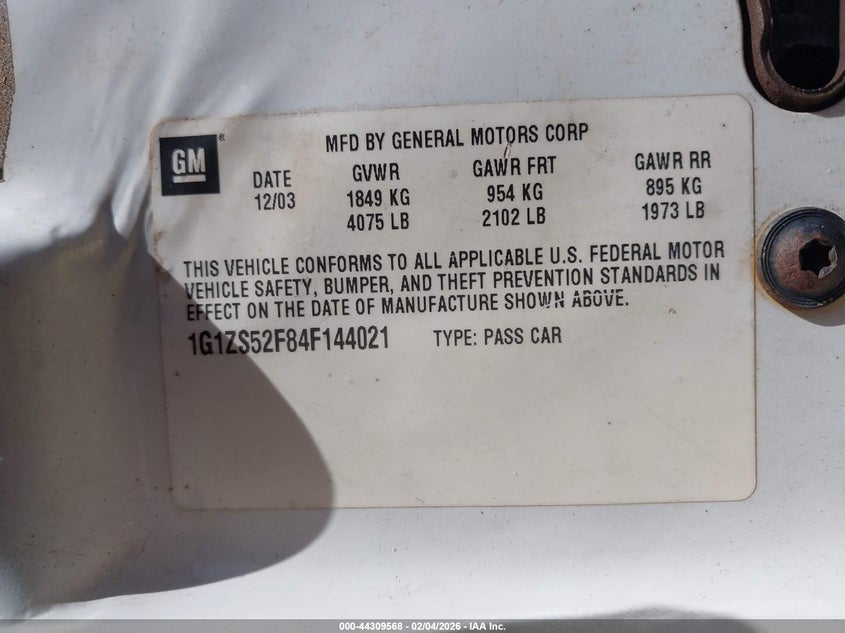 GM
MFD BY GENERAL MOTORS CORP
DATE GVWR GAWR FRT GAWR RR
12/03 1849 KG 954 KG 895 KG
4075 LB 2102 LB 1973 LB
THIS VEHICLE CONFORMS TO ALL APPLICABLE U.S. FEDERAL MOTOR
VEHICLE SAFETY, BUMPER, AND THEFT PREVENTION STANDARDS IN
EFFECT ON THE DATE OF MANUFACTURE SHOWN ABOVE.
1G1ZS52F84F144021 TYPE: PASS CAR
000-44309568 - 02/04/2026 - IAA Inc.